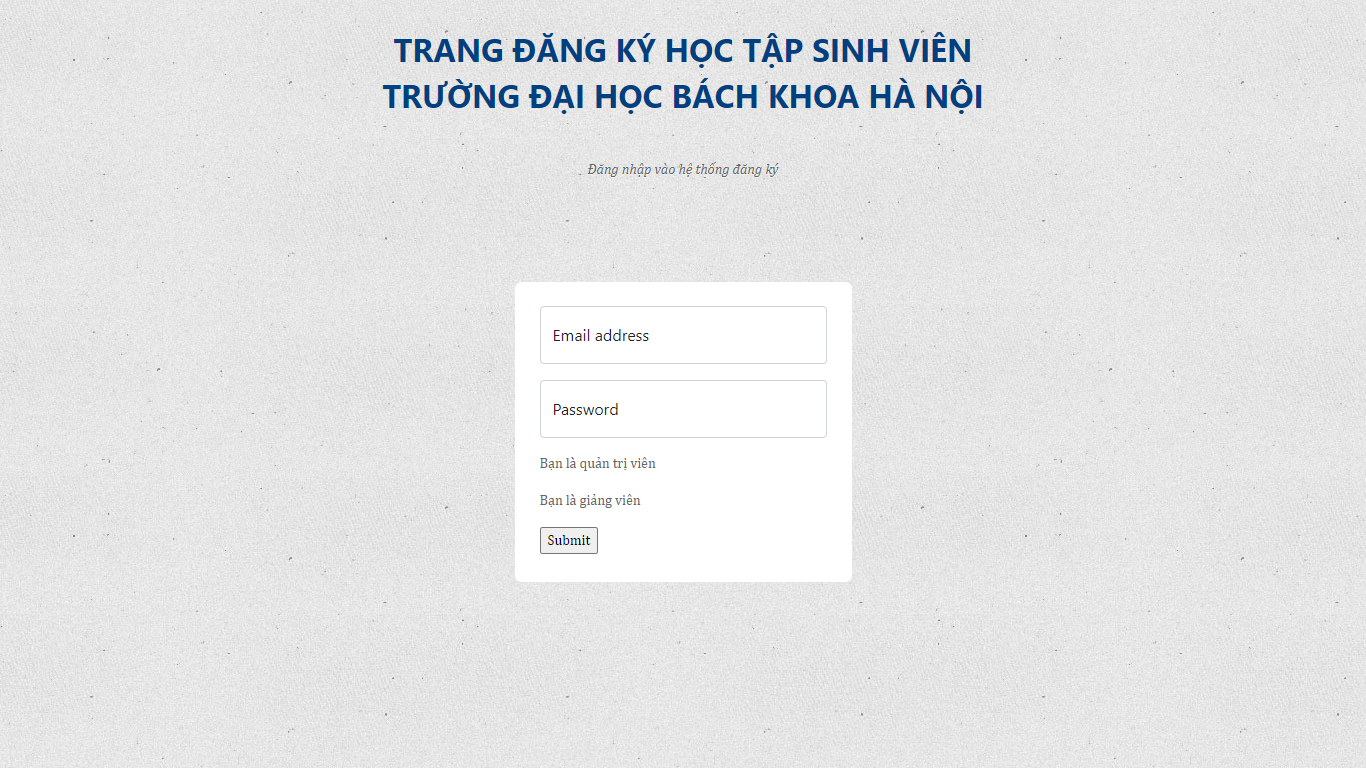 TRANG ĐĂNG KÝ HỌC TẬP SINH VIÊN
TRƯỜNG ĐẠI HỌC BÁCH KHOA HÀ NỘI
Đăng nhập vào hệ thống đăng ký
Email address
Password
Bạn là quản trị viên
Bạn là giảng viên
Submit